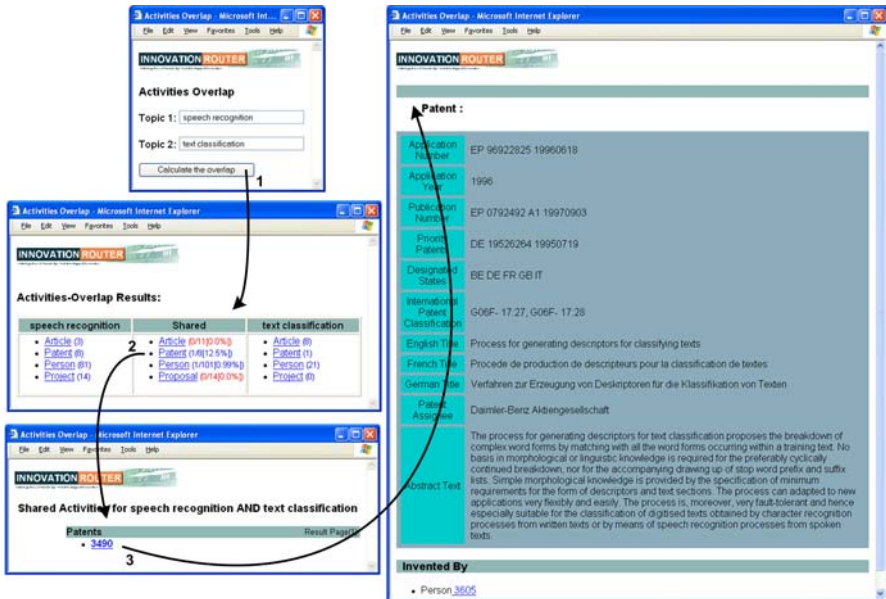 Activities Overlap - Microsoft Int...
File Edit View Favorites Tools Help
INNOVATION ROUTER
Activities Overlap
Topic 1: speech recognition
Topic 2: text classification
Calculate the overlap
1
Activities Overlap - Microsoft Internet Explorer
File Edit View Favorites Tools Help
INNOVATION ROUTER
Activities-Overlap Results:
speech recognition Shared text classification
2
Article (3) Article (0/11|0.0%|) Article (8)
Patent (1/8|12.5%|) Patent (1)
Person (81) Person (1/101|0.99%|) Person (21)
Project (14) Proposal (0/14|0.0%|) Project (0)
Activities Overlap - Microsoft Internet Explorer
File Edit View Favorites Tools Help
INNOVATION ROUTER
Shared Activities for speech recognition AND text classification
Patents Result Page(1):
3490
3
Activities Overlap - Microsoft Internet Explorer
File Edit View Favorites Tools Help
INNOVATION ROUTER
Patent :
Application Number EP 96922825 19960618
Application Year 1996
Publication Number EP 0792492 A1 19970903
Priority Patents DE 19526264 19950719
Designated States BE DE FR GB IT
International Patent Classification G06F- 17:27, G06F- 17:28
English Title Process for generating descriptors for classifying texts
French Title Procede de production de descripteurs pour la classification de textes
German Title Verfahren zur Erzeugung von Deskriptoren für die Klassifikation von Texten
Patent Assignee Daimler-Benz Aktiengesellschaft
Abstract Text
The process for generating descriptors for text classification proposes the breakdown of
complex word forms by matching with all the word forms occurring within a training text. No
basis in morphological or linguistic knowledge is required for the preferably cyclically
continued breakdown, nor for the accompanying drawing up of stop word prefix and suffix
lists. Simple morphological knowledge is provided by the specification of minimum
requirements for the form of descriptors and text sections. The process can adapted to new
applications very flexibly and easily. The process is, moreover, very fault-tolerant and hence
especially suitable for the classification of digitised texts obtained by character recognition
processes from written texts or by means of speech recognition processes from spoken
texts.
Invented By
Person 3605